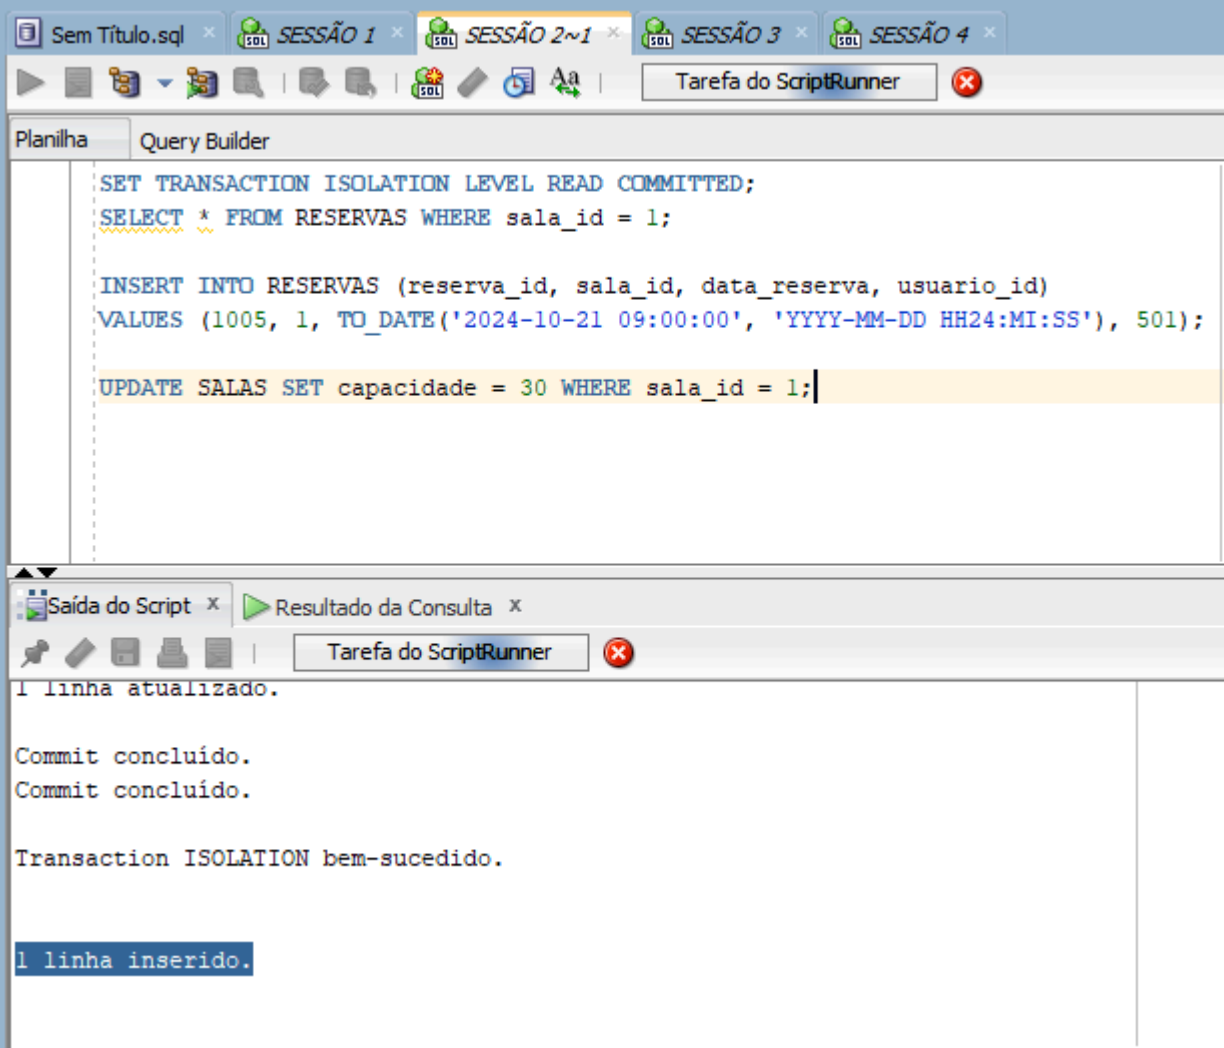 Sem Título.sql × SESSÃO 1 × SESSÃO 2~1 × SESSÃO 3 × SESSÃO 4 ×
SQL Aa Tarefa do ScriptRunner
Planilha Query Builder
SET TRANSACTION ISOLATION LEVEL READ COMMITTED;
SELECT * FROM RESERVAS WHERE sala_id = 1;
INSERT INTO RESERVAS (reserva_id, sala_id, data_reserva, usuario_id)
VALUES (1005, 1, TO_DATE('2024-10-21 09:00:00', 'YYYY-MM-DD HH24:MI:SS'), 501);
UPDATE SALAS SET capacidade = 30 WHERE sala_id = 1;
Saída do Script x Resultado da Consulta x
Tarefa do ScriptRunner
1 linha atualizado.
Commit concluído.
Commit concluído.
Transaction ISOLATION bem-sucedido.
1 linha inserido.